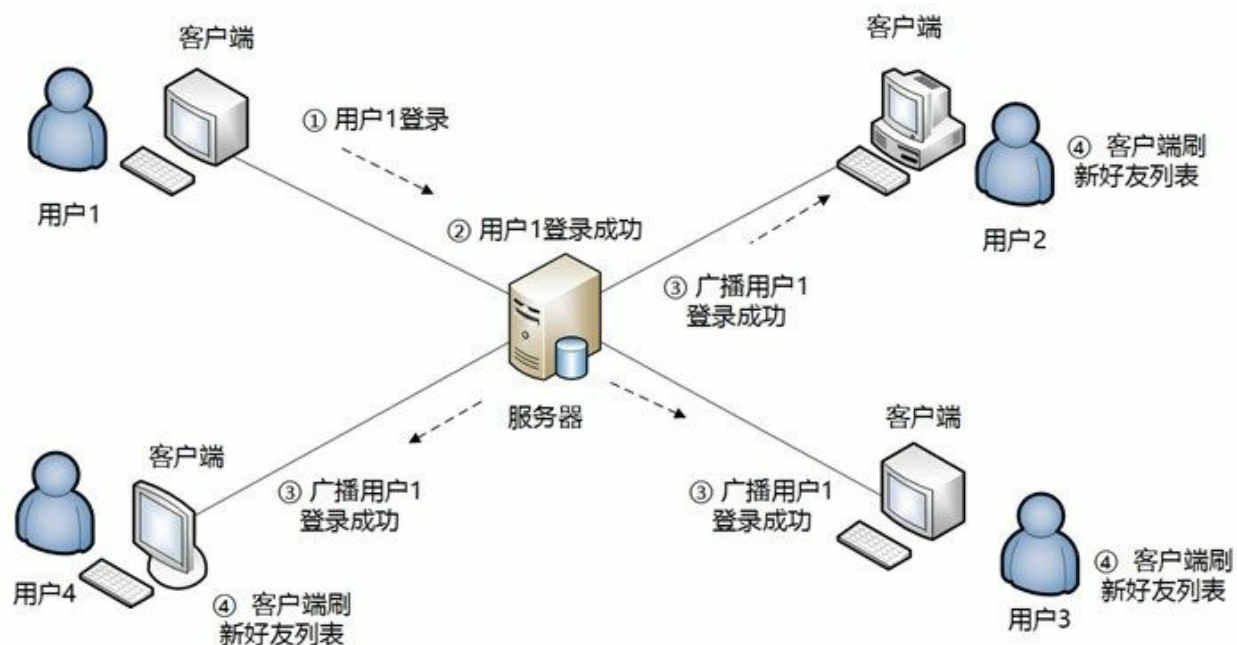 客户端
用户1
① 用户1登录
② 用户1登录成功
客户端
④ 客户端刷
新好友列表
用户2
③ 广播用户1
登录成功
服务器
客户端
用户4
③ 广播用户1
登录成功
④ 客户端刷
新好友列表
客户端
③ 广播用户1
登录成功
④ 客户端刷
新好友列表
用户3